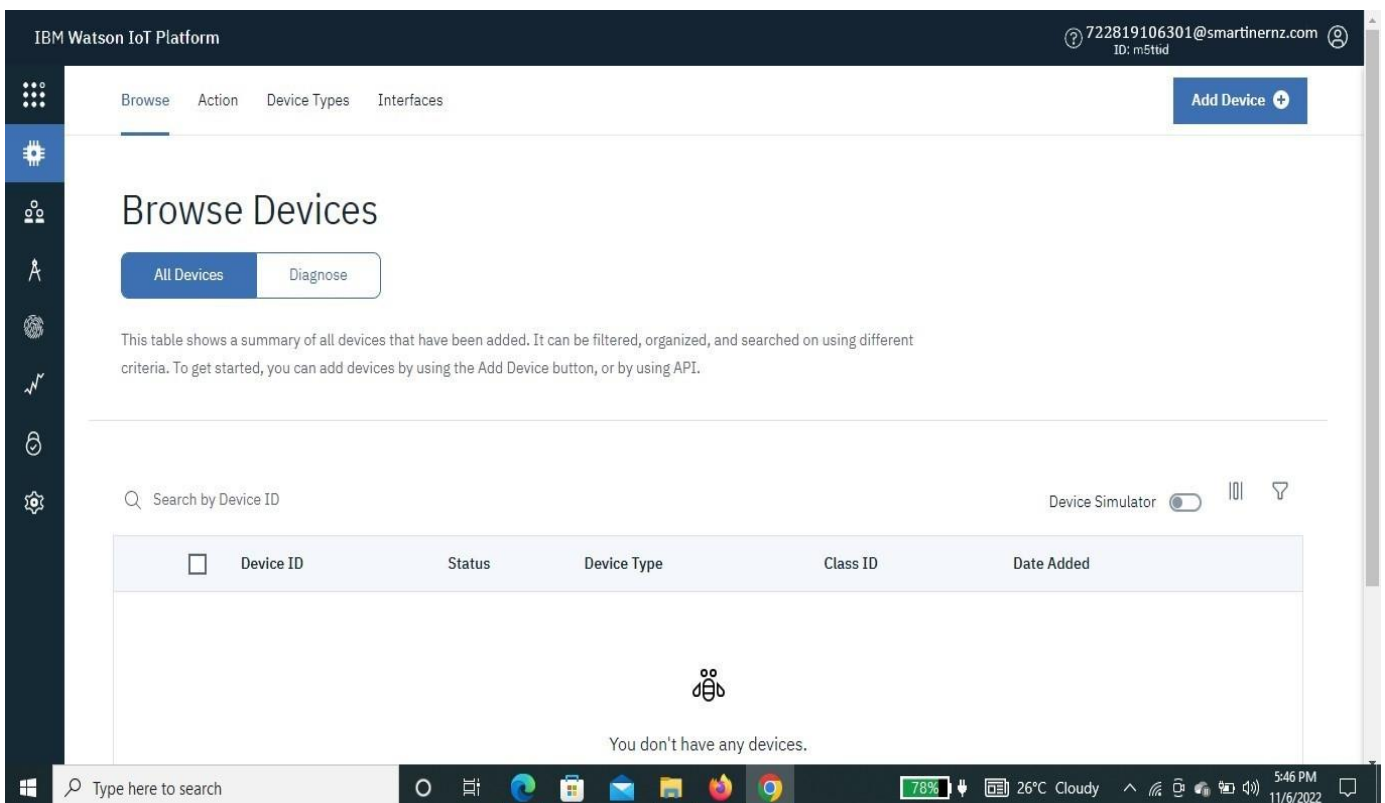 IBM Watson IoT Platform
722819106301@smartinernz.com
ID: m5ttid
Browse Action Device Types Interfaces
Add Device
Browse Devices
All Devices Diagnose
This table shows a summary of all devices that have been added. It can be filtered, organized, and searched on using different
criteria. To get started, you can add devices by using the Add Device button, or by using API.
Search by Device ID
Device Simulator
Device ID Status Device Type Class ID Date Added
You don't have any devices.
Type here to search
78% 26°C Cloudy
5:46 PM
11/6/2022